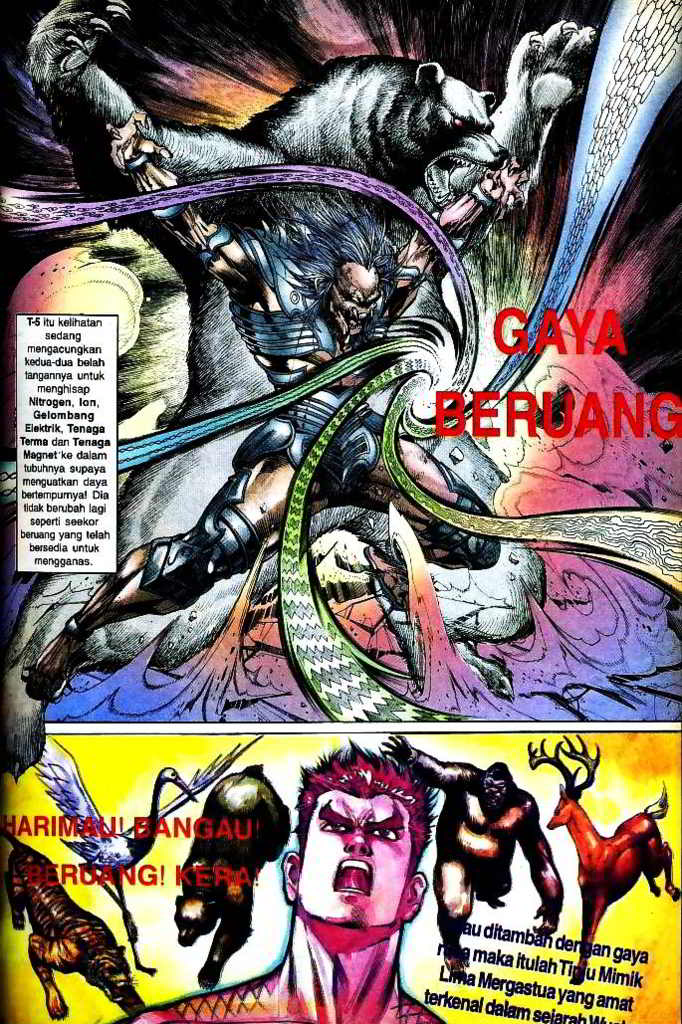 GAYA
BERUANG
T-5 itu kelihatan
sedang
mengacungkan
kedua-dua belah
tangannya untuk
menghisap
Nitrogen, Ion,
Gelombang
Elektrik, Tenaga
Terma dan Tenaga
Magnet ke dalam
tubuhnya supaya
menguatkan daya
bertempurnya! Dia
tidak berubah lagi
seperti seekor
beruang yang telah
bersedia untuk
mengganas.
HARIMAU! BANGAU!
BERUANG! KERA!
ditambah dengan gaya
maka itulah Tinju Mimik
Lima Mergastua yang amat
terkenal dalam sejarah